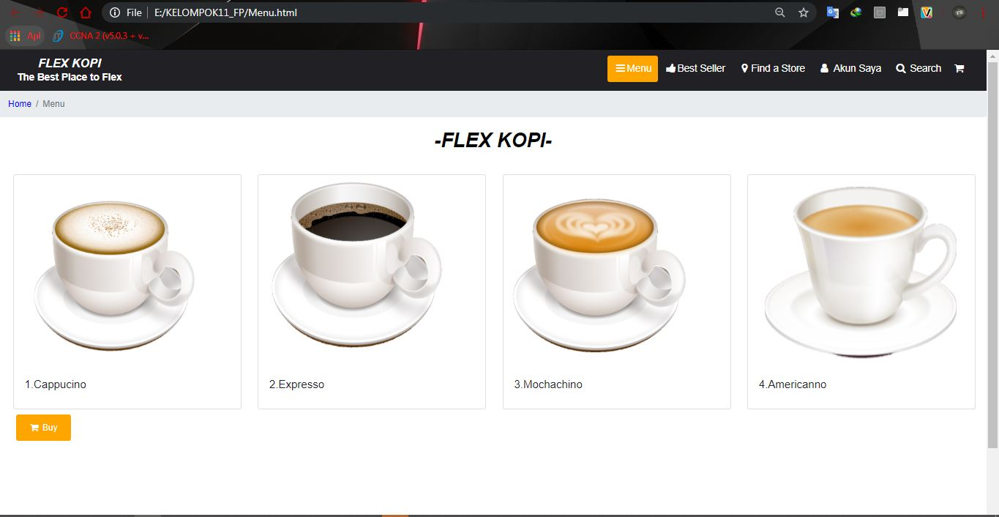 File | E:/KELOMPOK11_FP/Menu.html
Apl CCNA 2 (v5.0.3 + v...
FLEX KOPI
The Best Place to Flex
Menu Best Seller Find a Store Akun Saya Search
Home / Menu
-FLEX KOPI-
1.Cappucino 2.Expresso 3.Mochachino 4.Americanno
Buy